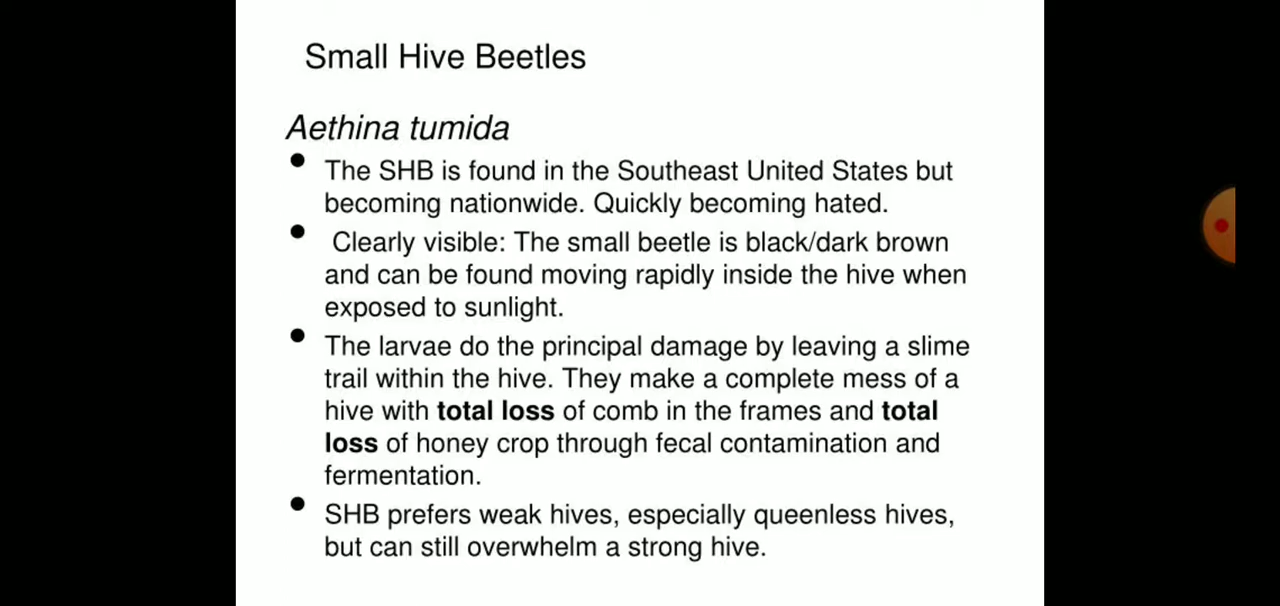 Small Hive Beetles
Aethina tumida
• The SHB is found in the Southeast United States but
becoming nationwide. Quickly becoming hated.
• Clearly visible: The small beetle is black/dark brown
and can be found moving rapidly inside the hive when
exposed to sunlight.
• The larvae do the principal damage by leaving a slime
trail within the hive. They make a complete mess of a
hive with total loss of comb in the frames and total
loss of honey crop through fecal contamination and
fermentation.
• SHB prefers weak hives, especially queenless hives,
but can still overwhelm a strong hive.